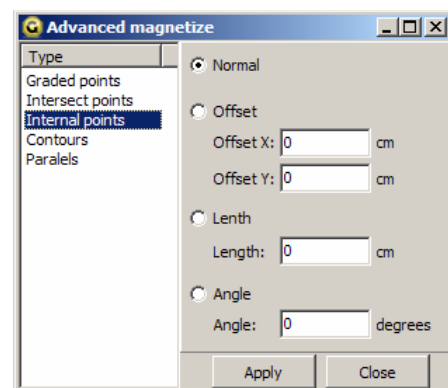 Advanced magnetize
Type
Graded points
Intersect points
Internal points
Contours
Paralels
Normal
Offset
Offset X: 0 cm
Offset Y: 0 cm
Lenth
Length: 0 cm
Angle
Angle: 0 degrees
Apply Close